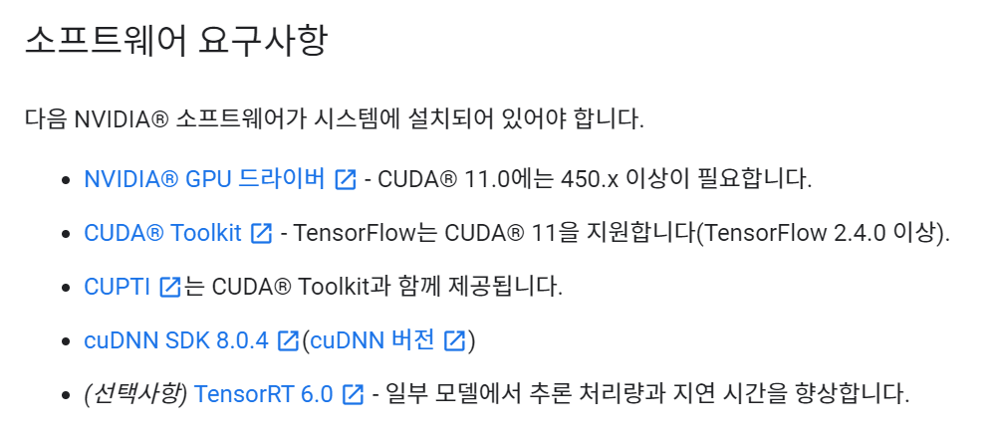 소프트웨어 요구사항
다음 NVIDIA® 소프트웨어가 시스템에 설치되어 있어야 합니다.
NVIDIA® GPU 드라이버 - CUDA® 11.0에는 450.x 이상이 필요합니다.
CUDA® Toolkit - TensorFlow는 CUDA® 11을 지원합니다(TensorFlow 2.4.0 이상).
CUPTI는 CUDA® Toolkit과 함께 제공됩니다.
cuDNN SDK 8.0.4 (cuDNN 버전)
(선택사항) TensorRT 6.0 - 일부 모델에서 추론 처리량과 지연 시간을 향상합니다.